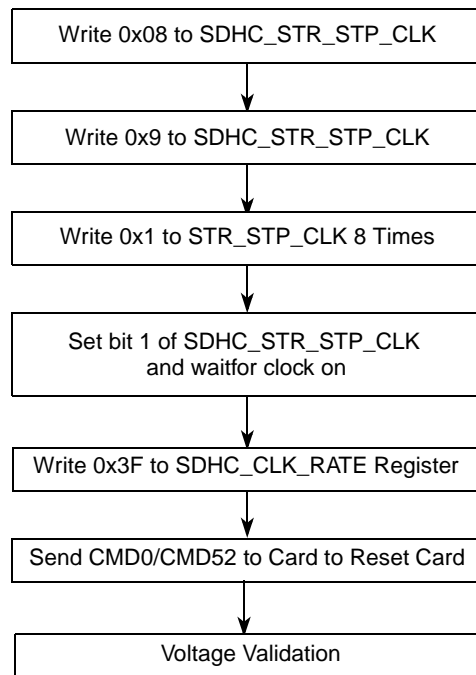 Write 0x08 to SDHC_STR_STP_CLK
Write 0x9 to SDHC_STR_STP_CLK
Write 0x1 to STR_STP_CLK 8 Times
Set bit 1 of SDHC_STR_STP_CLK
and waitfor clock on
Write 0x3F to SDHC_CLK_RATE Register
Send CMD0/CMD52 to Card to Reset Card
Voltage Validation